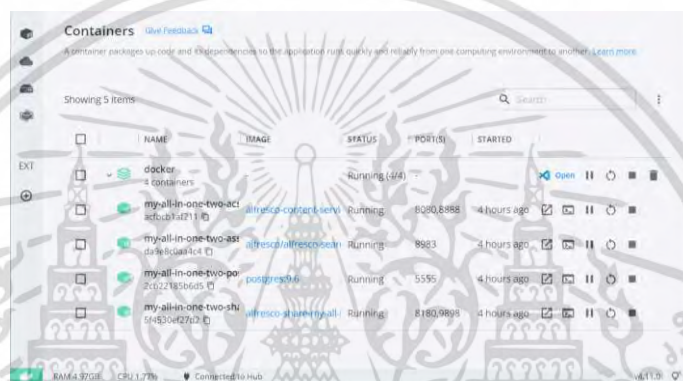 Containers Give Feedback
A container packages up code and its dependencies so the application runs quickly and reliably from one computing environment to another. Learn more
Showing 5 items
Search
NAME IMAGE STATUS PORT(S) STARTED
docker - Running (4/4) - Open
4 containers
my-all-in-one-two-acs alfresco-content-servi Running 8080,8888 4 hours ago
my-all-in-one-two-ass alfresco/alfresco-sear Running 8983 4 hours ago
my-all-in-one-two-po postgres:9.6 Running 5555 4 hours ago
2cb22185b6d5
my-all-in-one-two-sha alfresco-share-my-all- Running 8180,9898 4 hours ago
5f4530ef27d2
EXT
RAM 4.97GB CPU 1.77% Connected to Hub v4.11.0